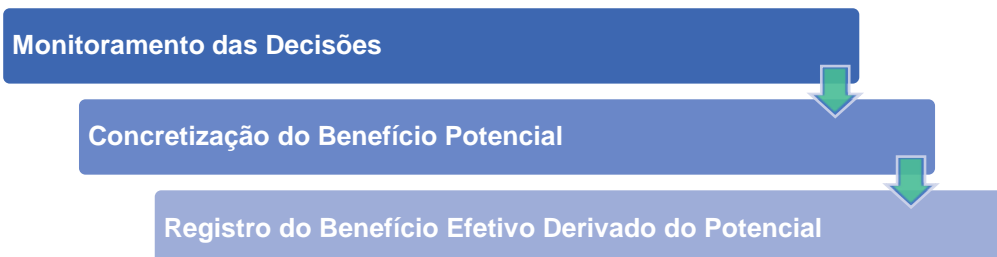 Monitoramento das Decisões
Concretização do Benefício Potencial
Registro do Benefício Efetivo Derivado do Potencial